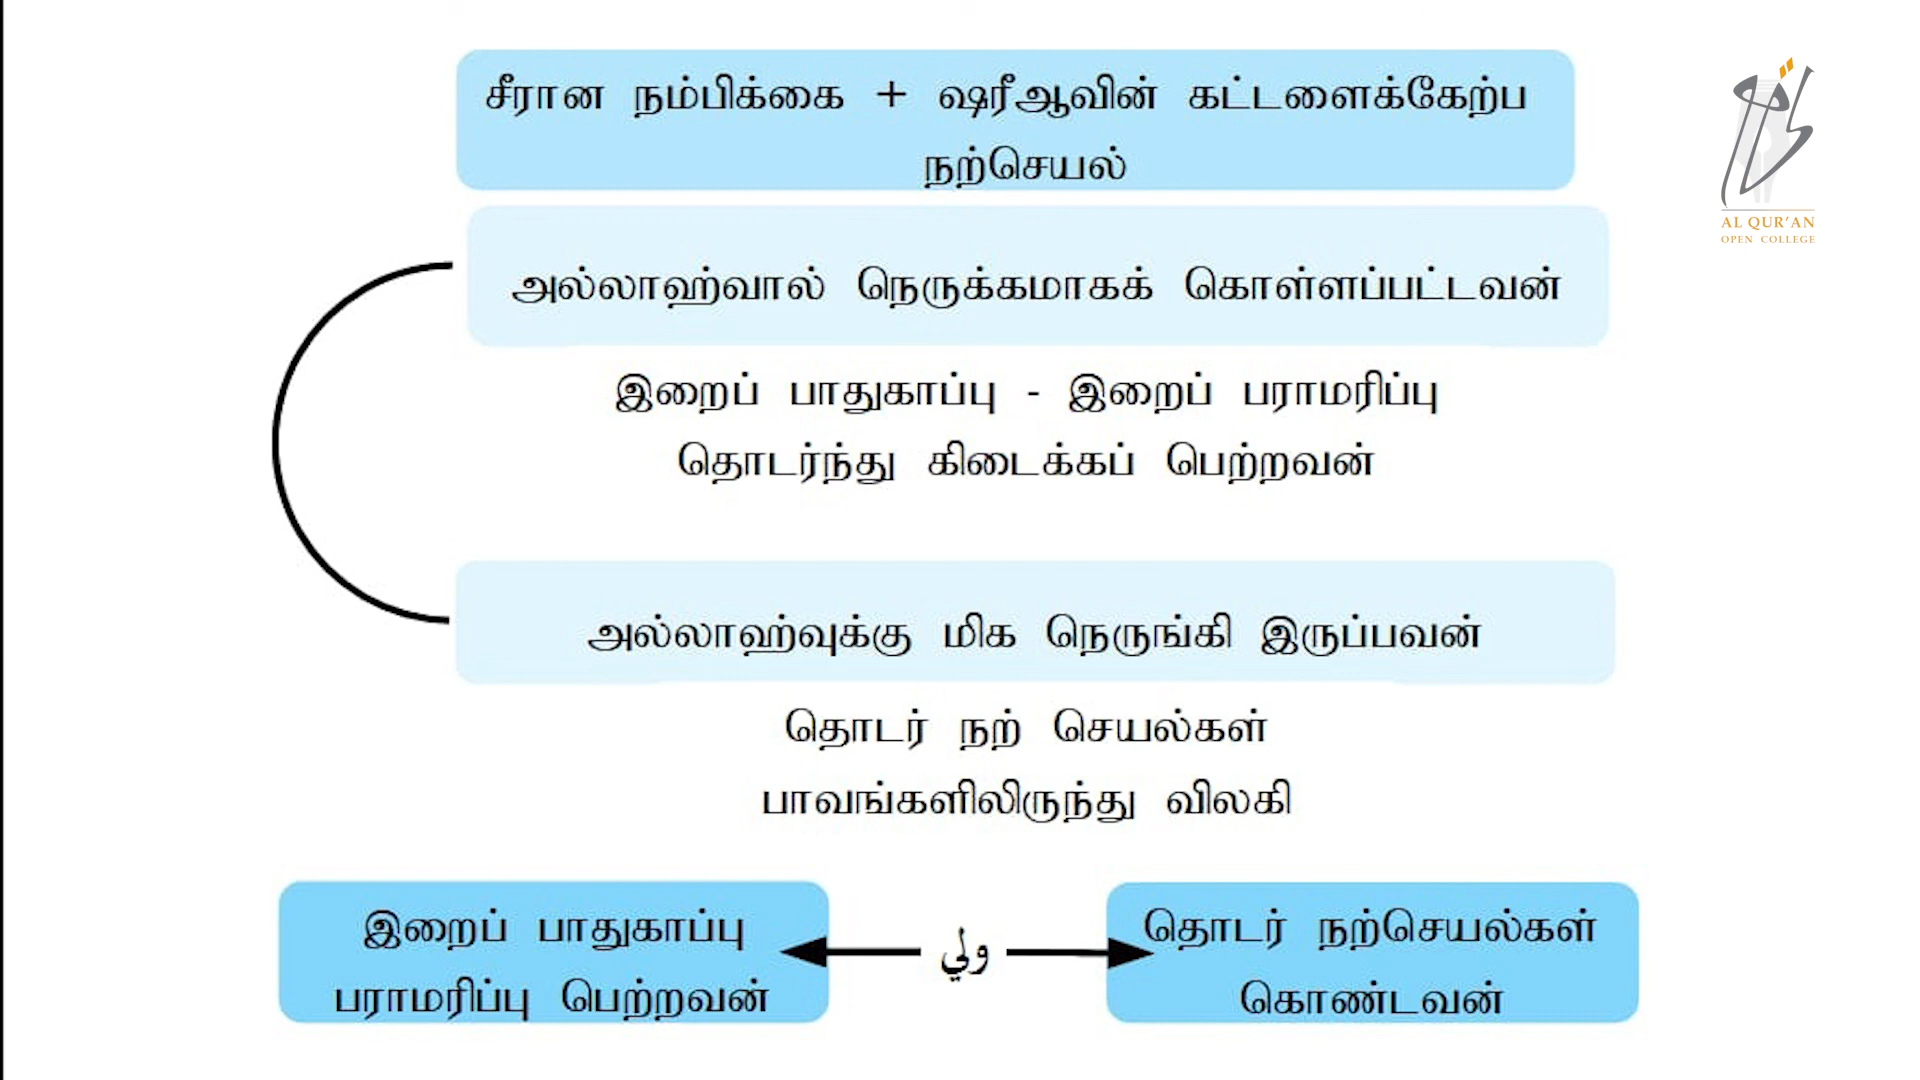 சீரான நம்பிக்கை + ஷரீஆவின் கட்டளைக்கேற்ப
நற்செயல்
AL QUR'AN
OPEN COLLEGE
அல்லாஹ்வால் நெருக்கமாகக் கொள்ளப்பட்டவன்
இறைப் பாதுகாப்பு - இறைப் பராமரிப்பு
தொடர்ந்து கிடைக்கப் பெற்றவன்
அல்லாஹ்வுக்கு மிக நெருங்கி இருப்பவன்
தொடர் நற் செயல்கள்
பாவங்களிலிருந்து விலகி
இறைப் பாதுகாப்பு
பராமரிப்பு பெற்றவன்
ولي
தொடர் நற்செயல்கள்
கொண்டவன்